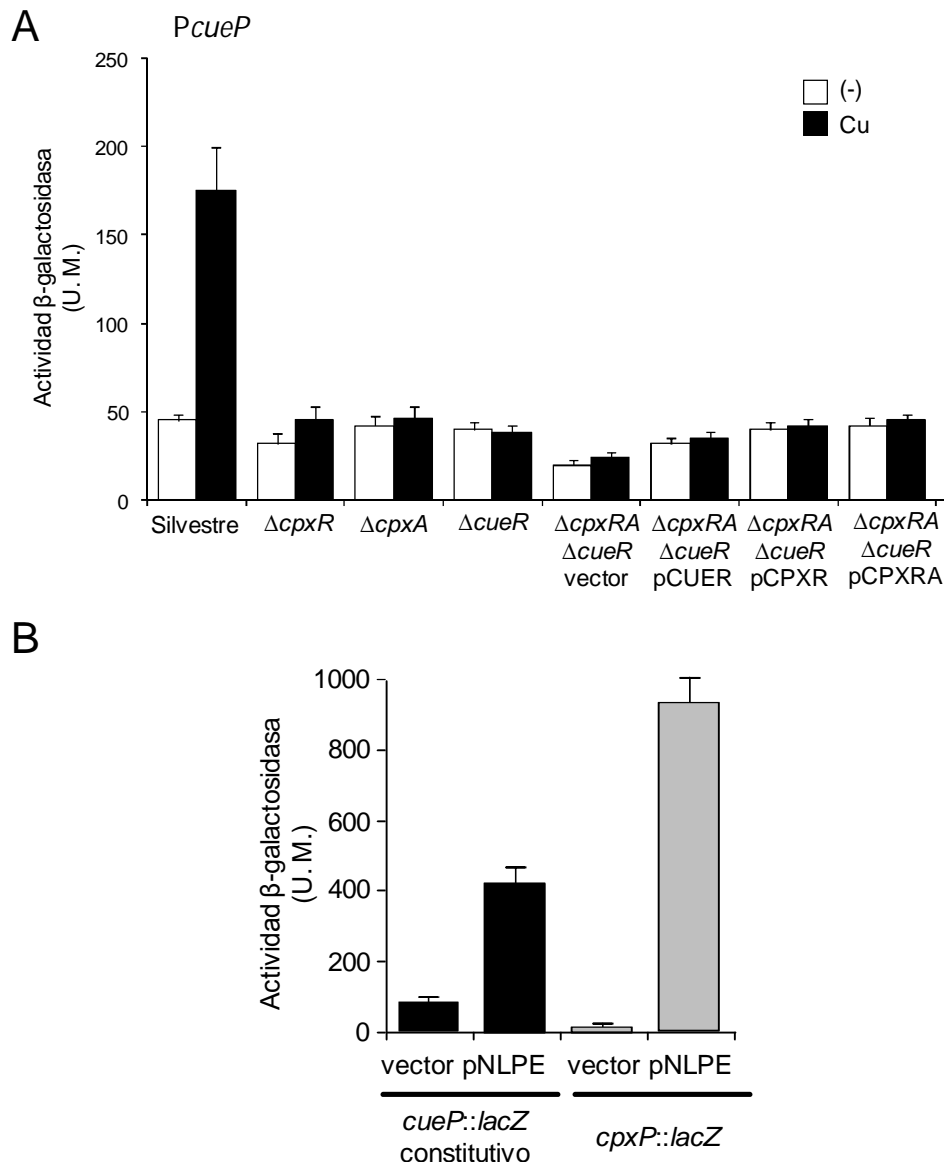 A
PcueP
Actividad β-galactosidasa
(U. M.)
250
200
150
100
50
0
(-)
Cu
Silvestre ΔcpxR ΔcpxA ΔcueR ΔcpxRA ΔcpxRA ΔcpxRA ΔcpxRA
ΔcueR ΔcueR ΔcueR ΔcueR
vector pCUER pCPXR pCPXRA
B
Actividad β-galactosidasa
(U. M.)
1000
800
600
400
200
0
vector pNLPE vector pNLPE
cueP::lacZ cpxP::lacZ
constitutivo